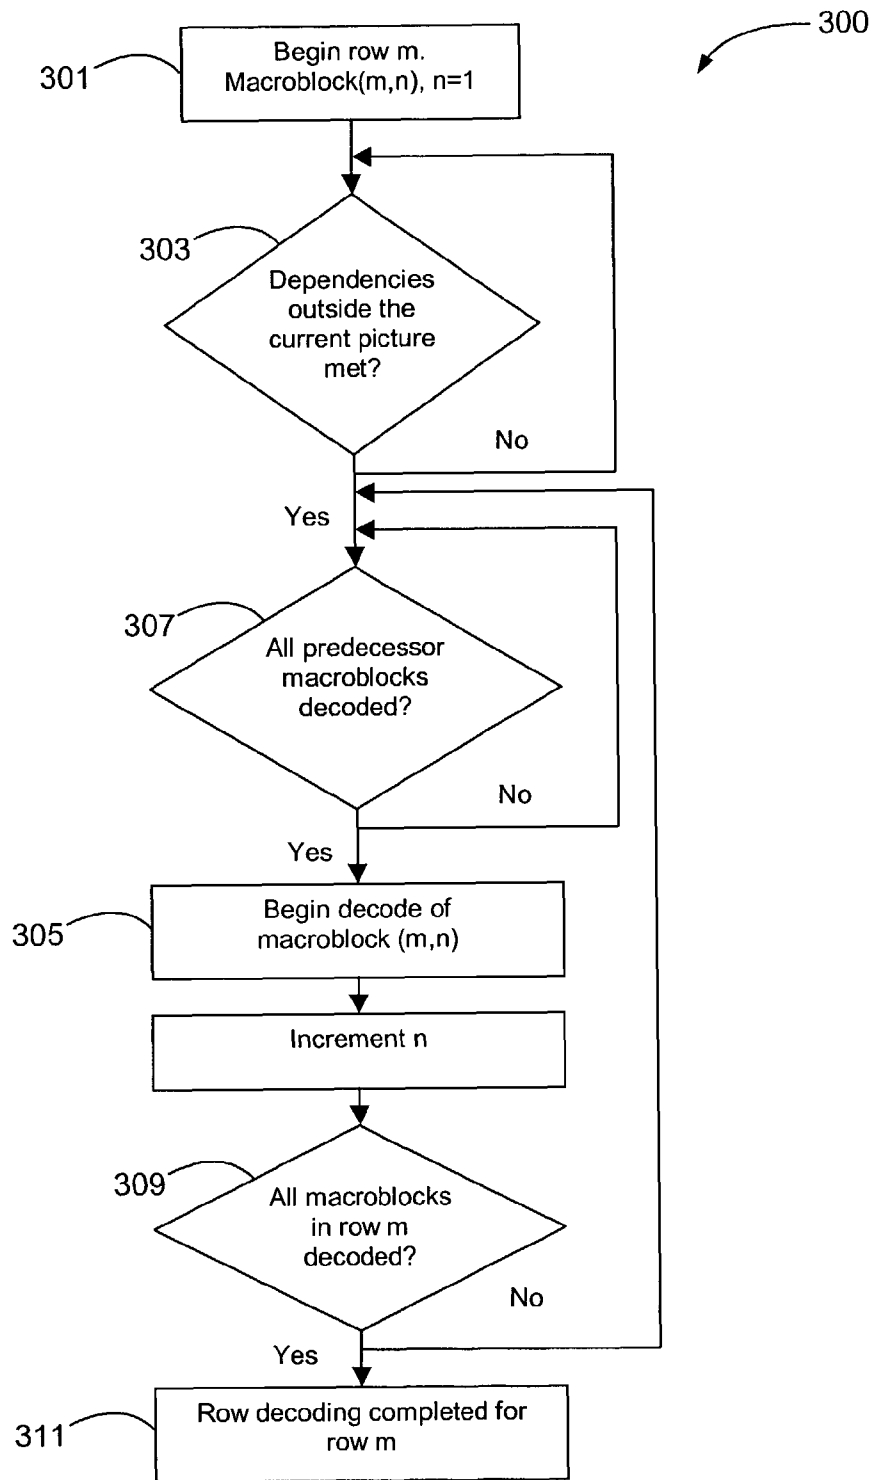 300
301
Begin row m.
Macroblock(m,n), n=1
303
Dependencies
outside the
current picture
met?
No
Yes
307
All predecessor
macroblocks
decoded?
No
Yes
305
Begin decode of
macroblock (m,n)
Increment n
309
All macroblocks
in row m
decoded?
No
Yes
311
Row decoding completed for
row m